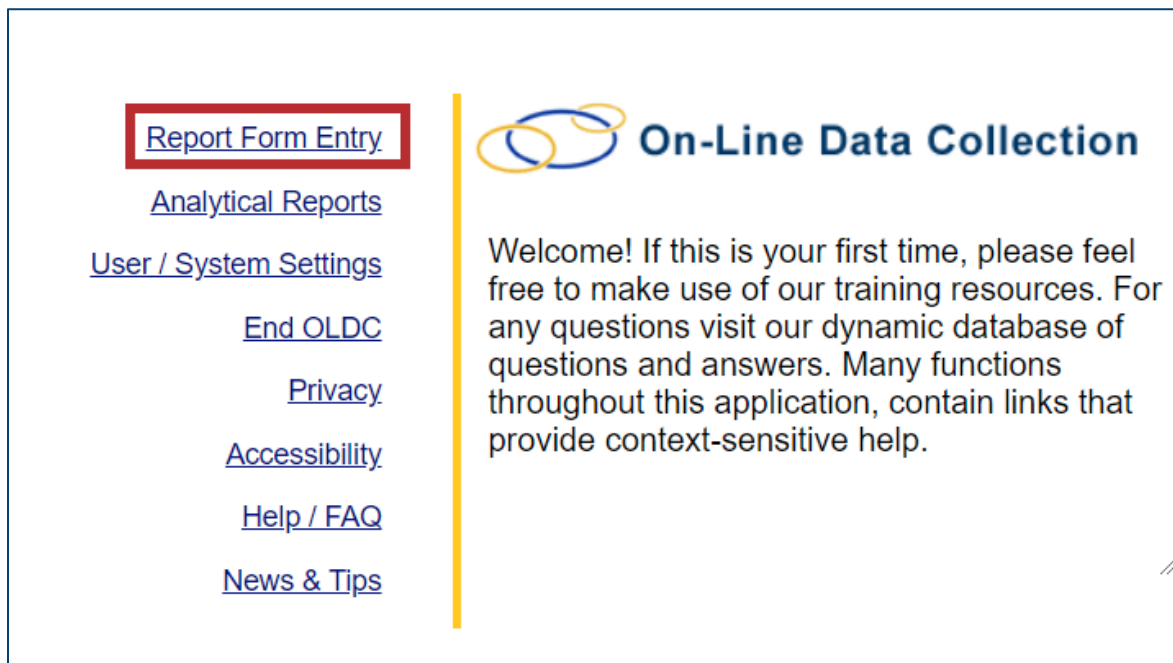 Report Form Entry
Analytical Reports
User / System Settings
End OLDC
Privacy
Accessibility
Help / FAQ
News & Tips
On-Line Data Collection
Welcome! If this is your first time, please feel
free to make use of our training resources. For
any questions visit our dynamic database of
questions and answers. Many functions
throughout this application, contain links that
provide context-sensitive help.